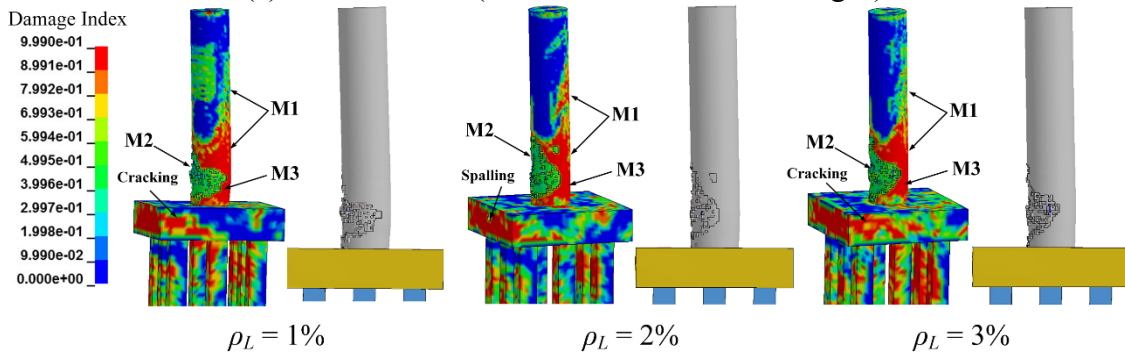 Damage Index
9.990e-01
8.991e-01
7.992e-01
6.993e-01
5.994e-01
4.995e-01
3.996e-01
2.997e-01
1.998e-01
9.990e-02
0.000e+00
M1
M2
M3
Cracking
M1
M2
M3
Spalling
M1
M2
M3
Cracking
ρL = 1%
ρL = 2%
ρL = 3%